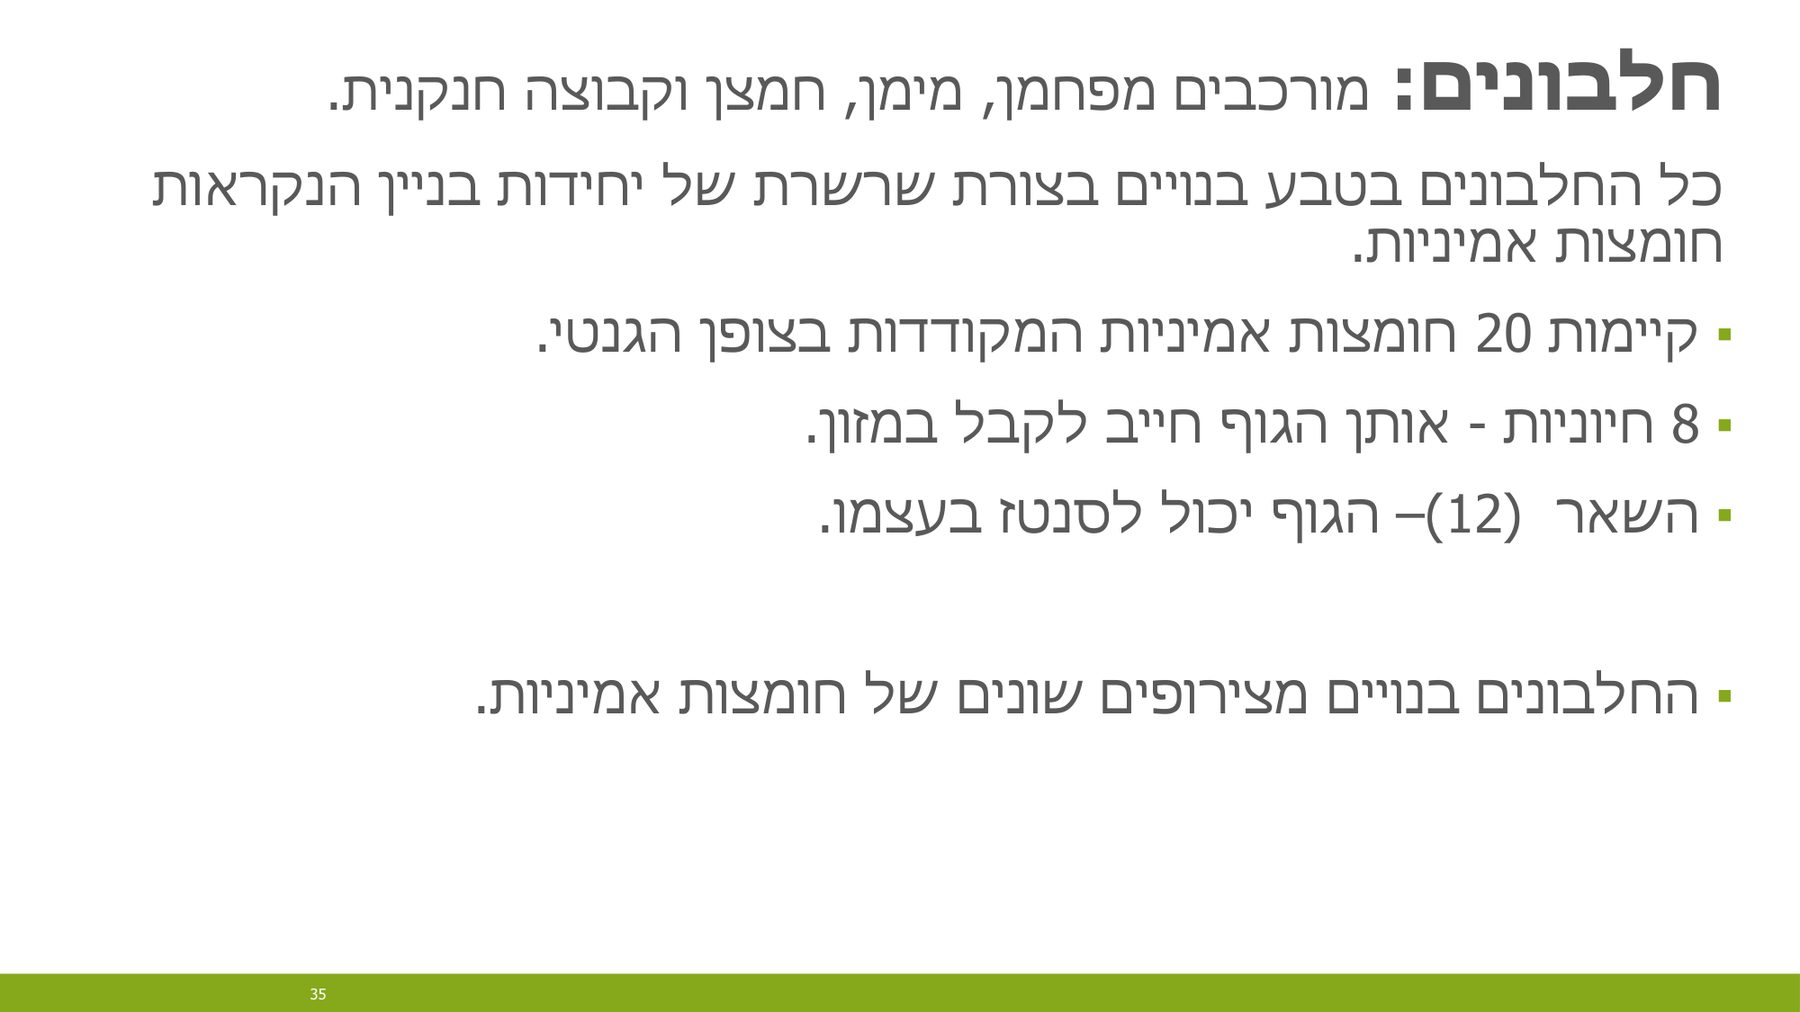 חלבונים: מורכבים מפחמן, מימן, חמצן וקבוצה חנקנית.
כל החלבונים בטבע בנויים בצורת שרשרת של יחידות בניין הנקראות
חומצות אמיניות.
▪ קיימות 20 חומצות אמיניות המקודדות בצופן הגנטי.
▪ 8 חיוניות - אותן הגוף חייב לקבל במזון.
▪ השאר (12)– הגוף יכול לסנטז בעצמו.
▪ החלבונים בנויים מצירופים שונים של חומצות אמיניות.
35